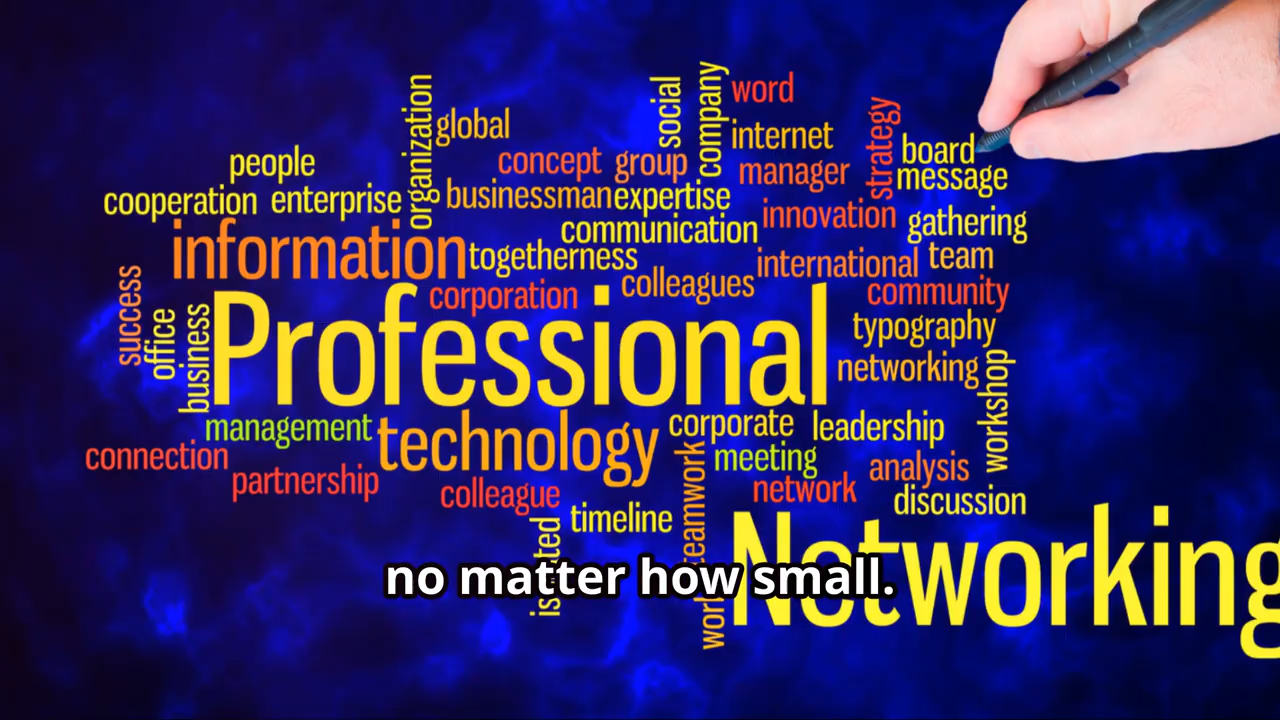 organization
global
social
company
word
internet
strategy
board
people
concept
group
manager
message
cooperation
enterprise
businessman
expertise
innovation
gathering
communication
information
togetherness
international
team
colleagues
community
success
corporation
office
business
Professional
typography
networking
workshop
management
technology
corporate
leadership
connection
meeting
analysis
partnership
network
colleague
discussion
timeline
Networking
no matter how small.